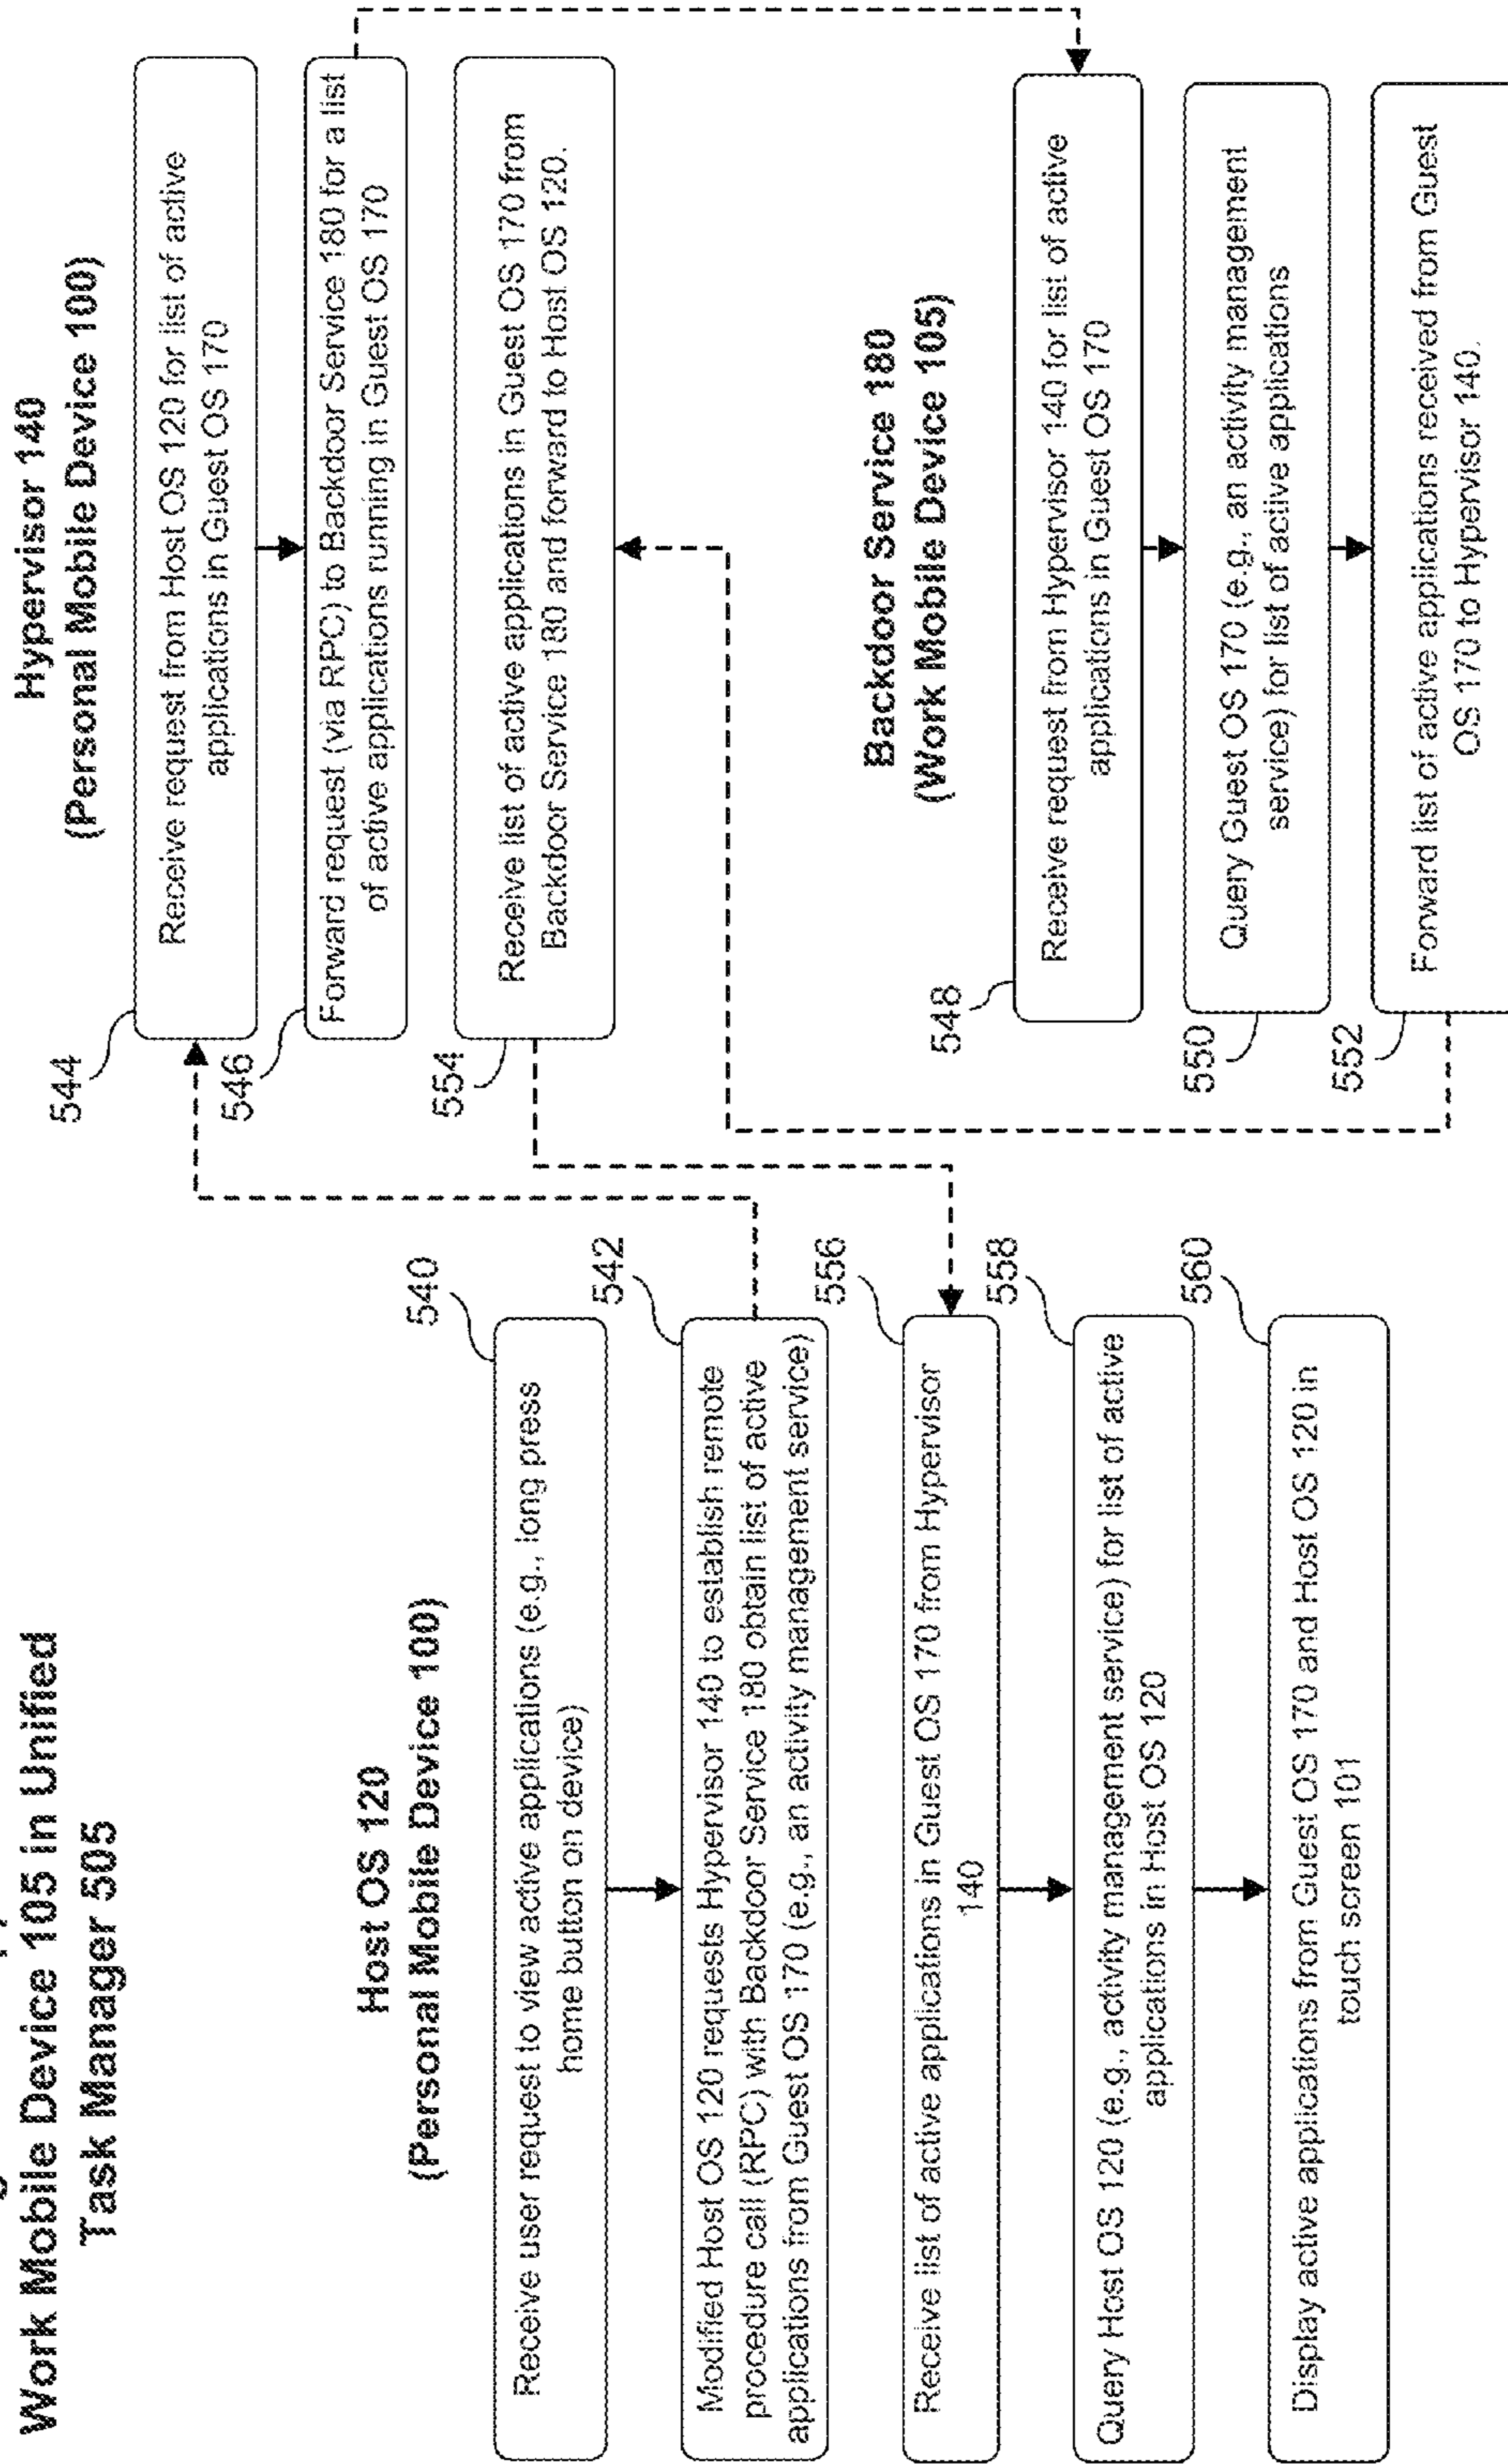 Work Mobile Device 105 in Unified
Task Manager 505
Host OS 120
(Personal Mobile Device 100)
540
Receive user request to view active applications (e.g., long press
home button on device)
542
Modified Host OS 120 requests Hypervisor 140 to establish remote
procedure call (RPC) with Backdoor Service 180 obtain list of active
applications from Guest OS 170 (e.g., an activity management service)
556
Receive list of active applications in Guest OS 170 from Hypervisor
140
558
Query Host OS 120 (e.g., activity management service) for list of active
applications in Host OS 120
560
Display active applications from Guest OS 170 and Host OS 120 in
touch screen 101
Hypervisor 140
(Personal Mobile Device 100)
544
Receive request from Host OS 120 for list of active
applications in Guest OS 170
546
Forward request (via RPC) to Backdoor Service 180 for a list
of active applications running in Guest OS 170
554
Receive list of active applications in Guest OS 170 from
Backdoor Service 180 and forward to Host OS 120.
Backdoor Service 180
(Work Mobile Device 105)
548
Receive request from Hypervisor 140 for list of active
applications in Guest OS 170
550
Query Guest OS 170 (e.g., an activity management
service) for list of active applications
552
Forward list of active applications received from Guest
OS 170 to Hypervisor 140.